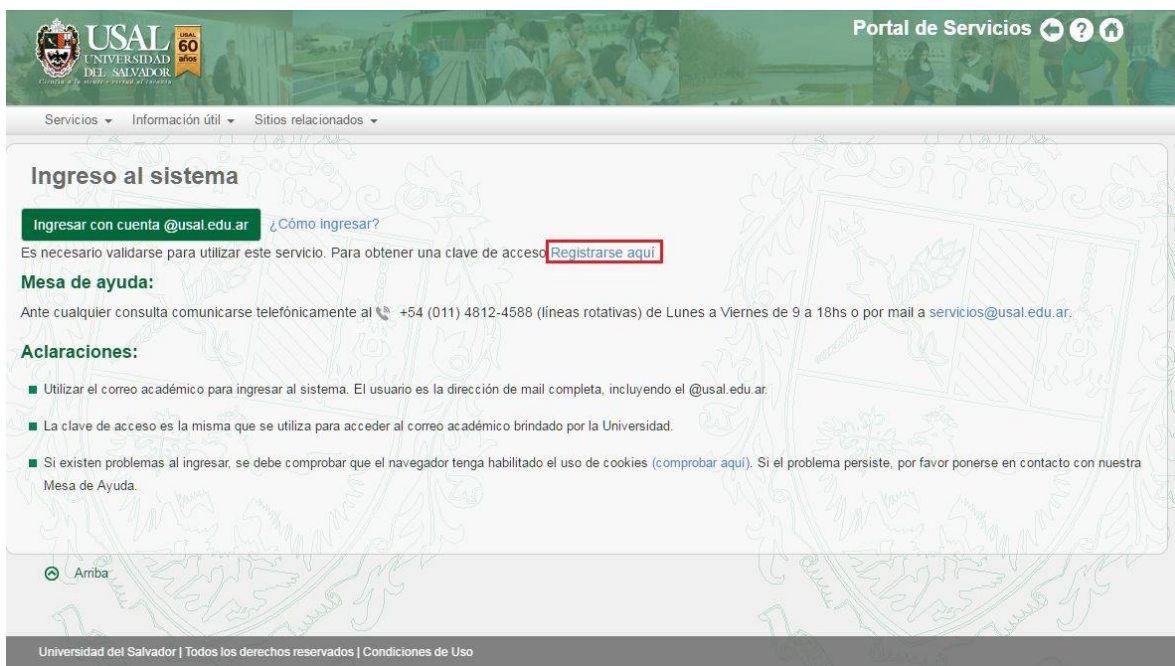 USAL
UNIVERSIDAD
DEL SALVADOR
Ciencia a la mente y virtud al corazón
USAL
60
años
Portal de Servicios
Servicios Información útil Sitios relacionados
Ingreso al sistema
Ingresar con cuenta @usal.edu.ar ¿Cómo ingresar?
Es necesario validarse para utilizar este servicio. Para obtener una clave de acceso Registrarse aquí
Mesa de ayuda:
Ante cualquier consulta comunicarse telefónicamente al +54 (011) 4812-4588 (líneas rotativas) de Lunes a Viernes de 9 a 18hs o por mail a servicios@usal.edu.ar.
Aclaraciones:
Utilizar el correo académico para ingresar al sistema. El usuario es la dirección de mail completa, incluyendo el @usal.edu.ar.
La clave de acceso es la misma que se utiliza para acceder al correo académico brindado por la Universidad.
Si existen problemas al ingresar, se debe comprobar que el navegador tenga habilitado el uso de cookies (comprobar aquí). Si el problema persiste, por favor ponerse en contacto con nuestra
Mesa de Ayuda.
Arriba
Universidad del Salvador | Todos los derechos reservados | Condiciones de Uso